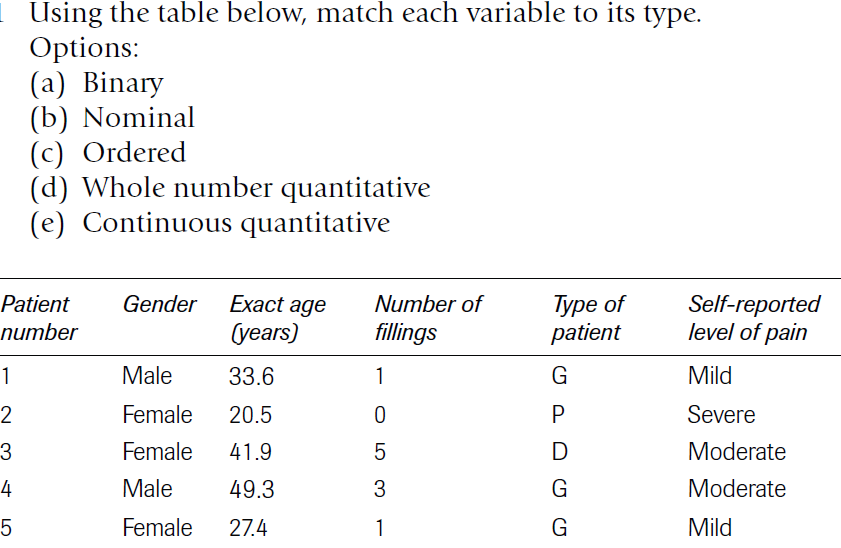 Using the table below, match each variable to its type.
Options:
(a) Binary
(b) Nominal
(c) Ordered
(d) Whole number quantitative
(e) Continuous quantitative
Patient number Gender Exact age (years) Number of fillings Type of patient Self-reported level of pain
1 Male 33.6 1 G Mild
2 Female 20.5 0 P Severe
3 Female 41.9 5 D Moderate
4 Male 49.3 3 G Moderate
5 Female 27.4 1 G Mild